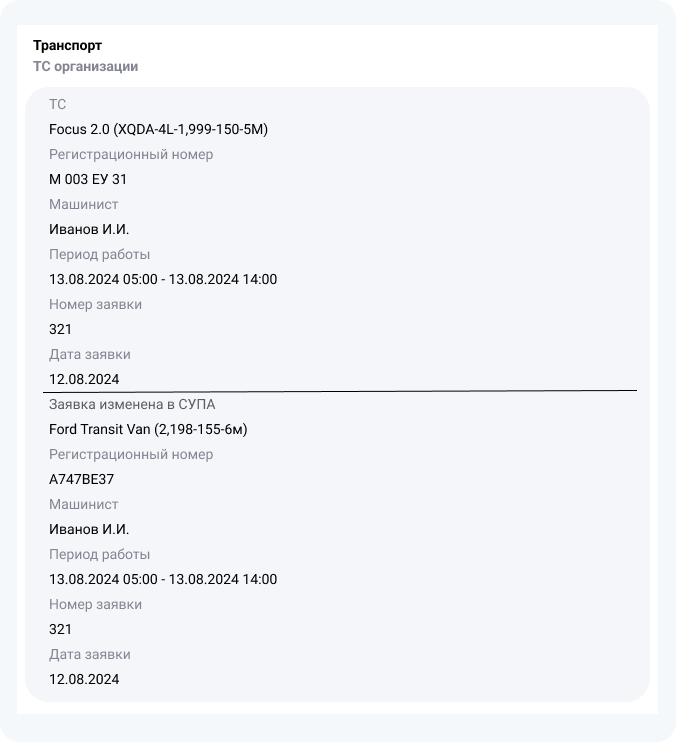 Транспорт
ТС организации
ТС
Focus 2.0 (XQDA-4L-1,999-150-5M)
Регистрационный номер
М 003 ЕУ 31
Машинист
Иванов И.И.
Период работы
13.08.2024 05:00 - 13.08.2024 14:00
Номер заявки
321
Дата заявки
12.08.2024
Заявка изменена в СУПА
Ford Transit Van (2,198-155-6м)
Регистрационный номер
А747ВЕ37
Машинист
Иванов И.И.
Период работы
13.08.2024 05:00 - 13.08.2024 14:00
Номер заявки
321
Дата заявки
12.08.2024